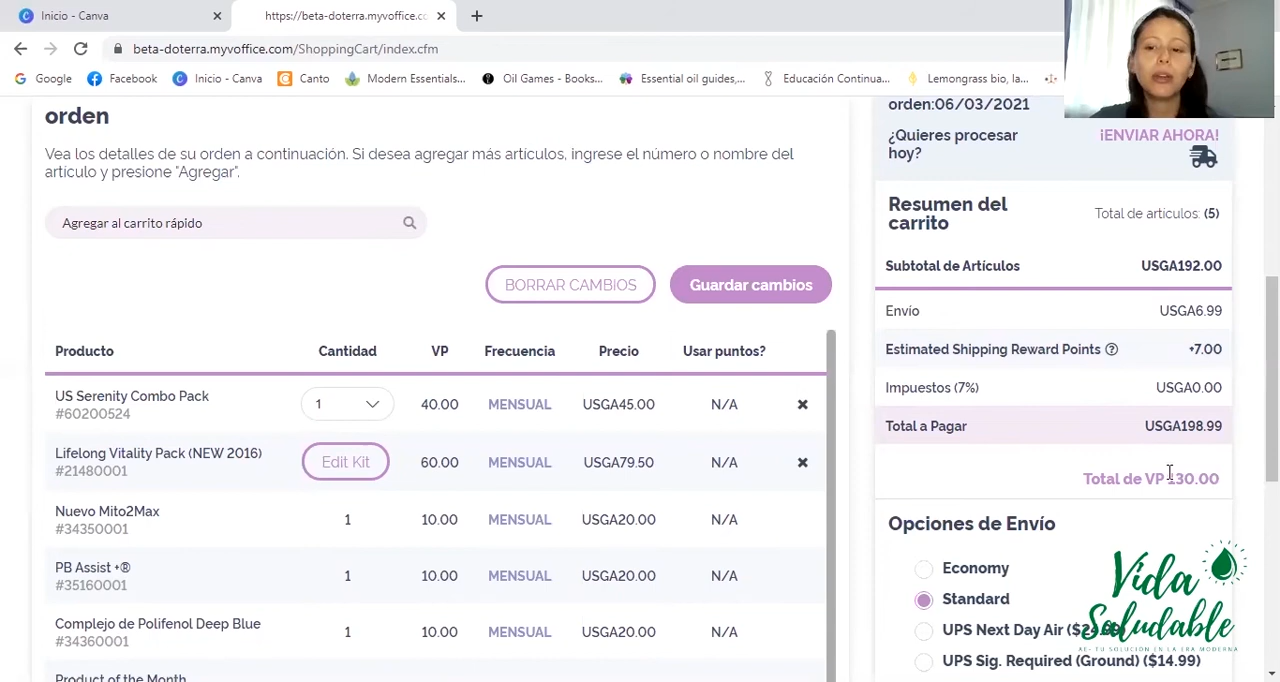 Inicio - Canva
https://beta-doterra.myvoffice.co
beta-doterra.myvoffice.com/ShoppingCart/index.cfm
Google
Facebook
Inicio - Canva
Canto
Modern Essentials...
Oil Games - Books...
Essential oil guides,...
Educación Continua...
Lemongrass bio, la...
orden
Vea los detalles de su orden a continuación. Si desea agregar más artículos, ingrese el número o nombre del
artículo y presione "Agregar".
Agregar al carrito rápido
BORRAR CAMBIOS
Guardar cambios
Producto
Cantidad
VP
Frecuencia
Precio
Usar puntos?
US Serenity Combo Pack
#60200524
1
40.00
MENSUAL
USGA45.00
N/A
Lifelong Vitality Pack (NEW 2016)
#21480001
Edit Kit
60.00
MENSUAL
USGA79.50
N/A
Nuevo Mito2Max
#34350001
1
10.00
MENSUAL
USGA20.00
N/A
PB Assist +®
#35160001
1
10.00
MENSUAL
USGA20.00
N/A
Complejo de Polifenol Deep Blue
#34360001
1
10.00
MENSUAL
USGA20.00
N/A
Product of the Month
orden:06/03/2021
¿Quieres procesar
hoy?
¡ENVIAR AHORA!
Resumen del
carrito
Total de artículos: (5)
Subtotal de Artículos
USGA192.00
Envío
USGA6.99
Estimated Shipping Reward Points
+7.00
Impuestos (7%)
USGA0.00
Total a Pagar
USGA198.99
Total de VP 130.00
Opciones de Envío
Economy
Standard
UPS Next Day Air
UPS Sig. Required (Ground) ($14.99)
Vida
Saludable
AE- TU SOLUCIÓN EN LA ERA MODERNA